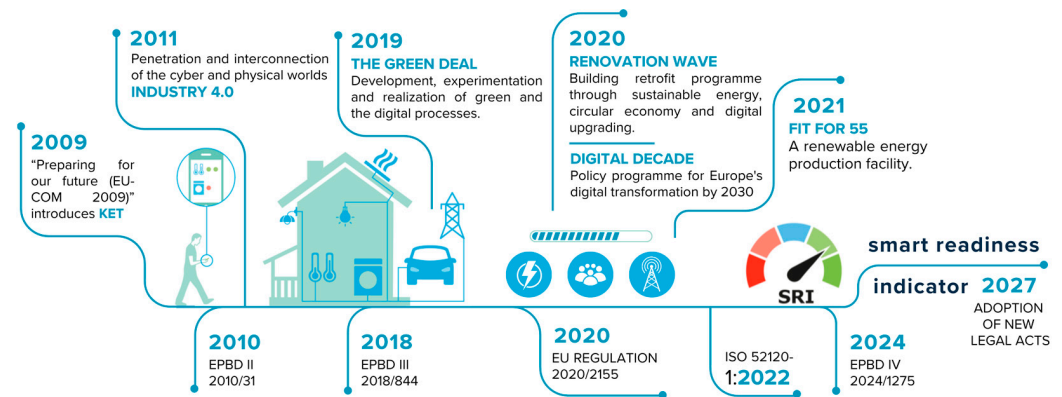 2009
“Preparing for
our future (EU-
COM 2009)”
introduces KET
2011
Penetration and interconnection
of the cyber and physical worlds
INDUSTRY 4.0
2019
THE GREEN DEAL
Development, experimentation
and realization of green and
the digital processes.
2020
RENOVATION WAVE
Building retrofit programme
through sustainable energy,
circular economy and digital
upgrading.
DIGITAL DECADE
Policy programme for Europe's
digital transformation by 2030
2021
FIT FOR 55
A renewable energy
production facility.
SRI
smart readiness
indicator
2027
ADOPTION
OF NEW
LEGAL ACTS
2010
EPBD II
2010/31
2018
EPBD III
2018/844
2020
EU REGULATION
2020/2155
ISO 52120-
1:2022
2024
EPBD IV
2024/1275